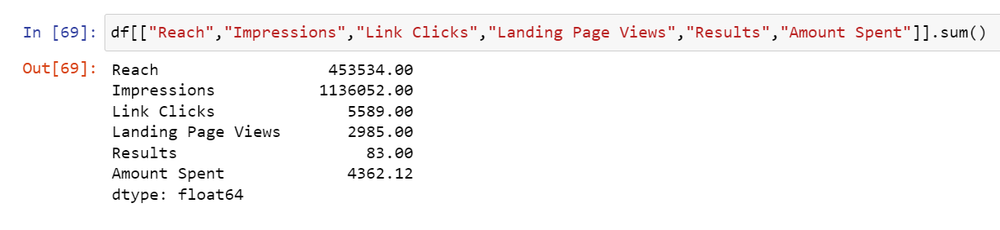 In [69]: df[["Reach","Impressions","Link Clicks","Landing Page Views","Results","Amount Spent"]].sum()
Out[69]: Reach 453534.00
Impressions 1136052.00
Link Clicks 5589.00
Landing Page Views 2985.00
Results 83.00
Amount Spent 4362.12
dtype: float64